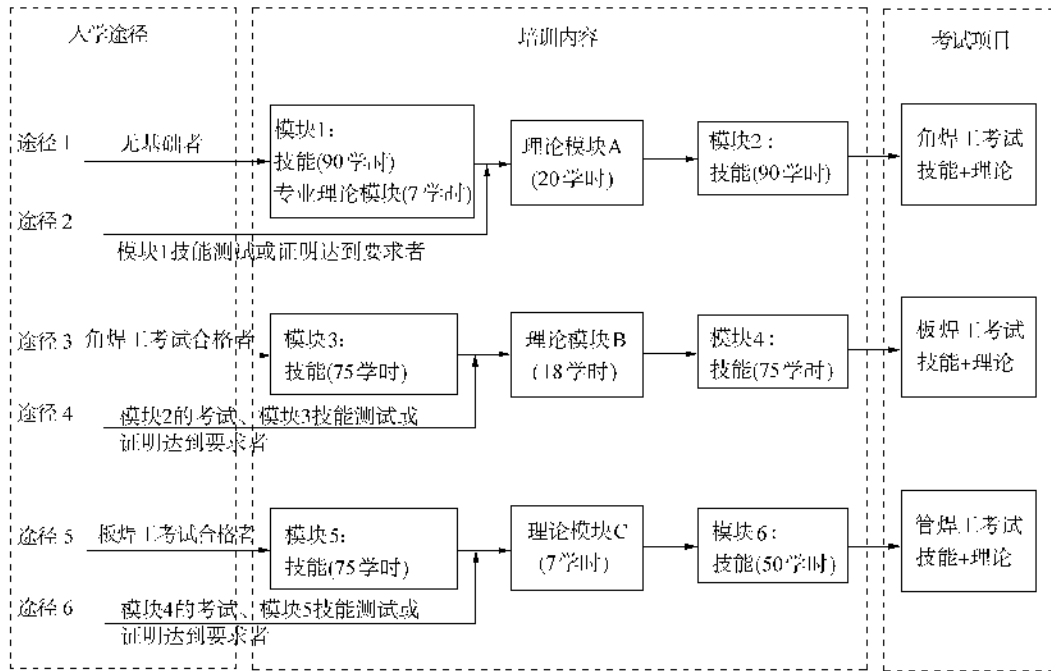 入学途径
培训内容
考试项目
途径1
无基础者
模块1：
技能(90学时)
专业理论模块(7学时)
理论模块A
(20学时)
模块2：
技能(90学时)
角焊工考试
技能+理论
途径2
模块1技能测试或证明达到要求者
途径3
角焊工考试合格者
模块3：
技能(75学时)
理论模块B
(18学时)
模块4：
技能(75学时)
板焊工考试
技能+理论
途径4
模块2的考试、模块3技能测试或
证明达到要求者
途径5
板焊工考试合格者
模块5：
技能(75学时)
理论模块C
(7学时)
模块6：
技能(50学时)
管焊工考试
技能+理论
途径6
模块4的考试、模块5技能测试或
证明达到要求者